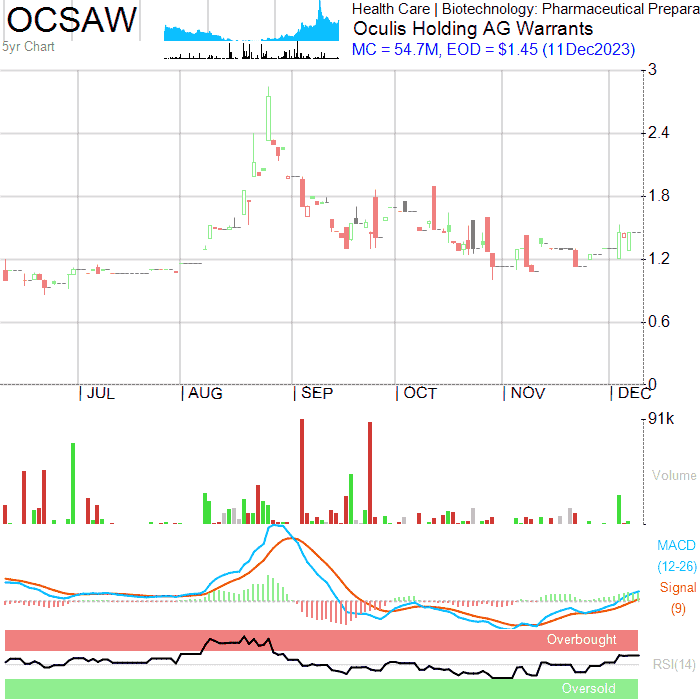 OCSAW
5yr Chart
Health Care | Biotechnology: Pharmaceutical Prepara
Oculis Holding AG Warrants
MC = 54.7M, EOD = $1.45 (11Dec2023)
3
2.4
1.8
1.2
0.6
0
| JUL | AUG | SEP | OCT | NOV | DEC
91k
Volume
MACD
(12-26)
Signal
(9)
Overbought
RSI(14)
Oversold